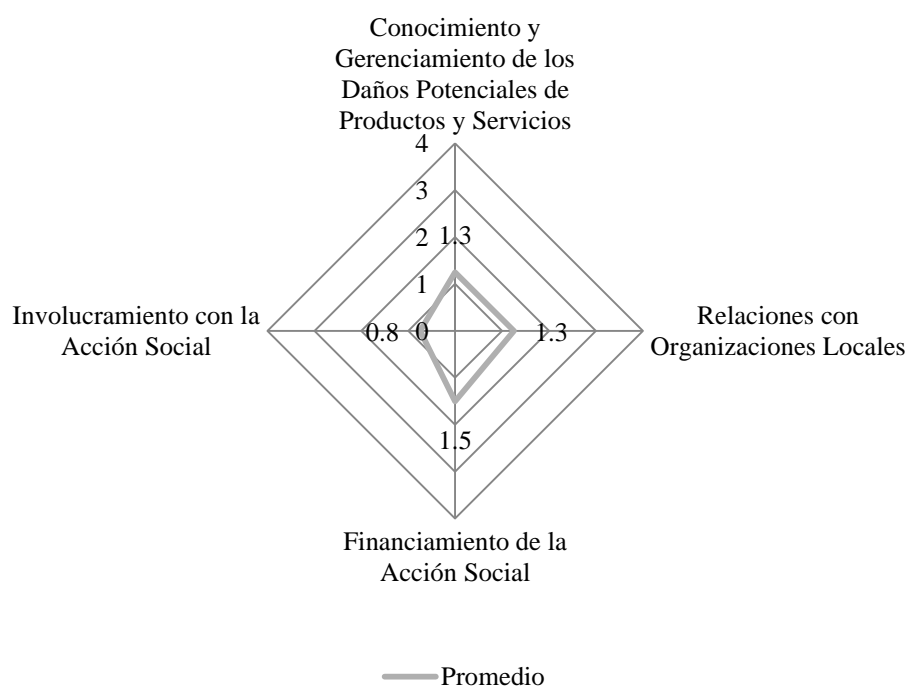 Conocimiento y
Gerenciamiento de los
Daños Potenciales de
Productos y Servicios
4
3
2
1.3
1
Involucramiento con la
Acción Social
0.8
0
1.3
Relaciones con
Organizaciones Locales
1.5
Financiamiento de la
Acción Social
Promedio